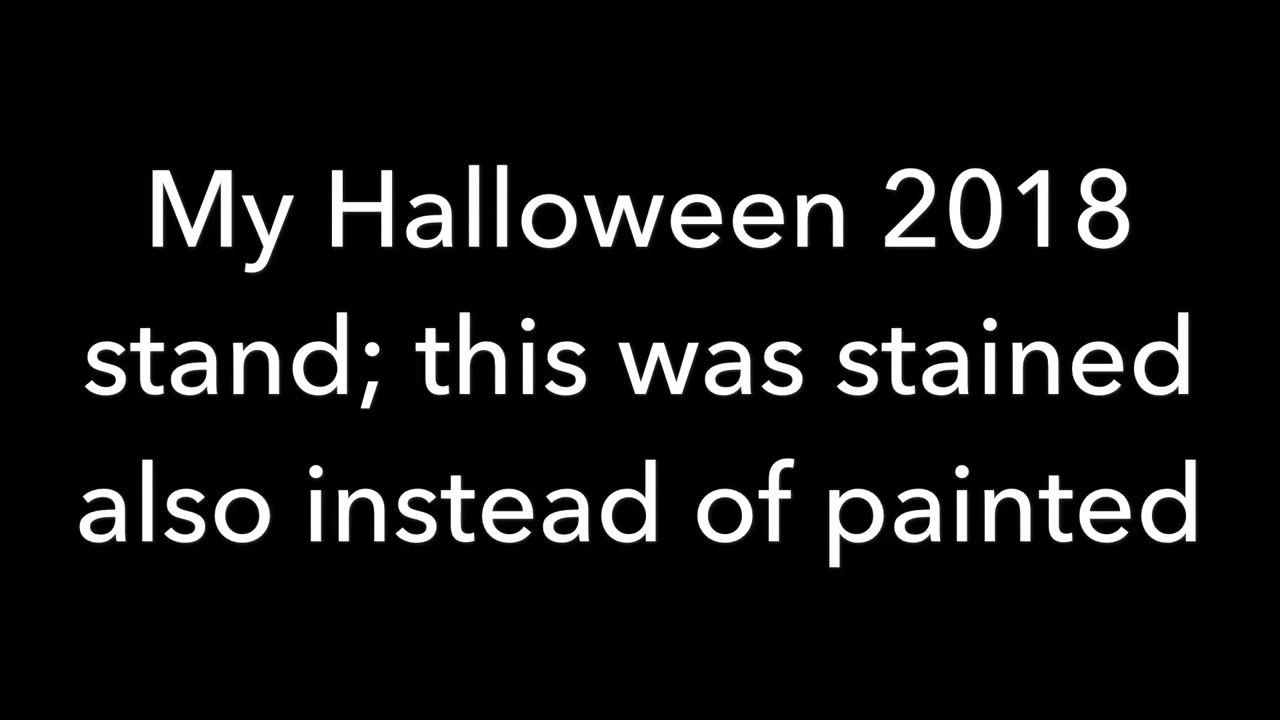 My Halloween 2018
stand; this was stained
also instead of painted